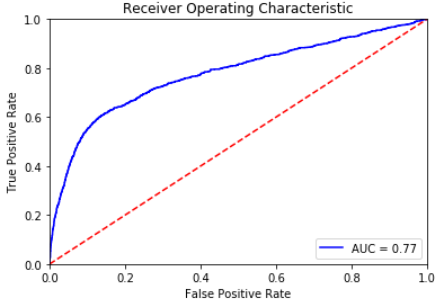 Receiver Operating Characteristic
1.0
0.8
0.6
0.4
0.2
0.0
True Positive Rate
AUC = 0.77
0.0 0.2 0.4 0.6 0.8 1.0
False Positive Rate